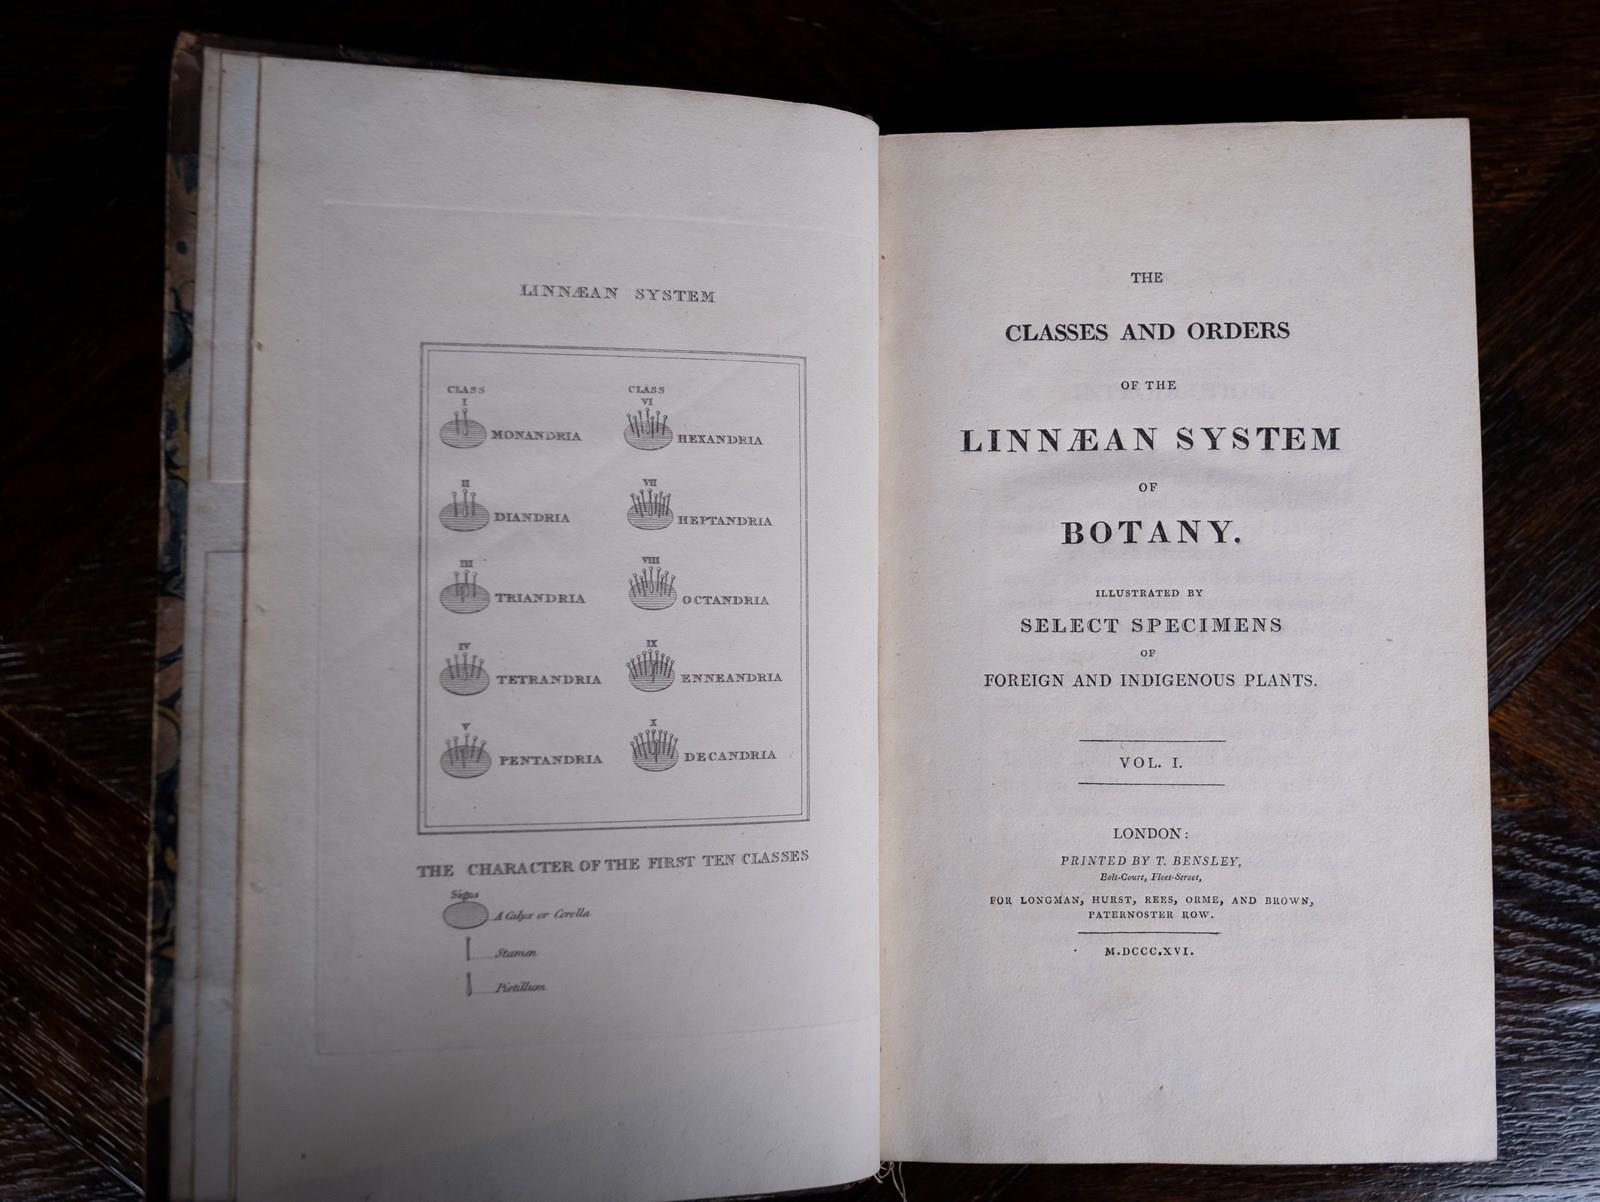 LINNÆAN SYSTEM
CLASS
I
MONANDRIA
II
DIANDRIA
III
TRIANDRIA
IV
TETRANDRIA
V
PENTANDRIA
CLASS
VI
HEXANDRIA
VII
HEPTANDRIA
VIII
OCTANDRIA
IX
ENNEANDRIA
X
DECANDRIA
THE CHARACTER OF THE FIRST TEN CLASSES
Signs
A Calyx or Corolla
Stamen
Pistillum
THE
CLASSES AND ORDERS
OF THE
LINNÆAN SYSTEM
OF
BOTANY.
ILLUSTRATED BY
SELECT SPECIMENS
OF
FOREIGN AND INDIGENOUS PLANTS.
VOL. I.
LONDON:
PRINTED BY T. BENSLEY,
Bolt-Court, Fleet-Street,
FOR LONGMAN, HURST, REES, ORME, AND BROWN,
PATERNOSTER ROW.
M.DCCC.XVI.